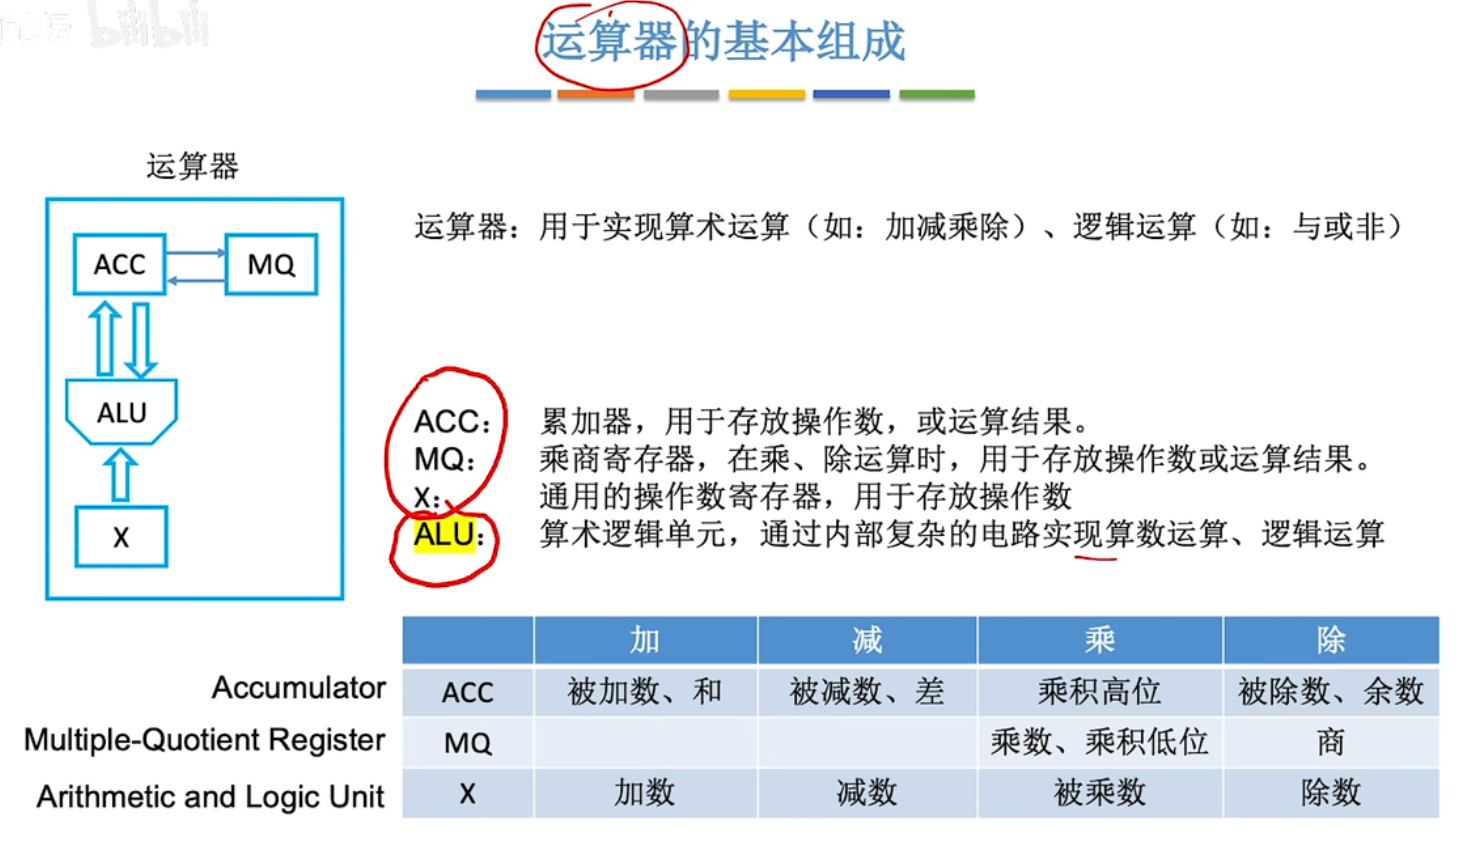 bilibili
运算器的基本组成
运算器
运算器：用于实现算术运算（如：加减乘除）、逻辑运算（如：与或非）
ACC
MQ
ALU
X
ACC： 累加器，用于存放操作数，或运算结果。
MQ： 乘商寄存器，在乘、除运算时，用于存放操作数或运算结果。
X： 通用的操作数寄存器，用于存放操作数
ALU： 算术逻辑单元，通过内部复杂的电路实现算数运算、逻辑运算
加 减 乘 除
Accumulator ACC 被加数、和 被减数、差 乘积高位 被除数、余数
Multiple-Quotient Register MQ 乘数、乘积低位 商
Arithmetic and Logic Unit X 加数 减数 被乘数 除数